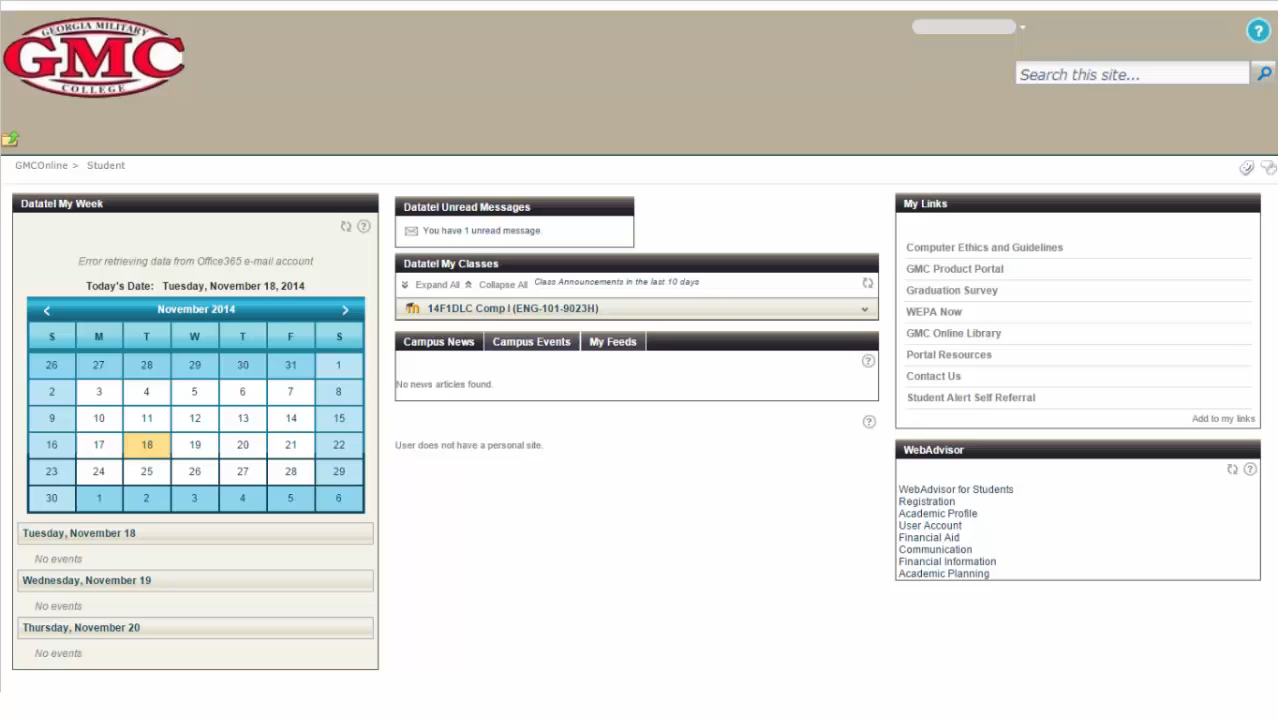 GEORGIA MILITARY
GMC
COLLEGE
Search this site...
GMCOnline > Student
Datatel My Week
Error retrieving data from Office365 e-mail account
Today's Date: Tuesday, November 18, 2014
November 2014
S M T W T F S
26 27 28 29 30 31 1
2 3 4 5 6 7 8
9 10 11 12 13 14 15
16 17 18 19 20 21 22
23 24 25 26 27 28 29
30 1 2 3 4 5 6
Tuesday, November 18
No events
Wednesday, November 19
No events
Thursday, November 20
No events
Datatel Unread Messages
You have 1 unread message.
Datatel My Classes
Expand All Collapse All Class Announcements in the last 10 days
14F1DLC Comp I (ENG-101-9023H)
Campus News Campus Events My Feeds
No news articles found.
User does not have a personal site.
My Links
Computer Ethics and Guidelines
GMC Product Portal
Graduation Survey
WEPA Now
GMC Online Library
Portal Resources
Contact Us
Student Alert Self Referral
Add to my links
WebAdvisor
WebAdvisor for Students
Registration
Academic Profile
User Account
Financial Aid
Communication
Financial Information
Academic Planning